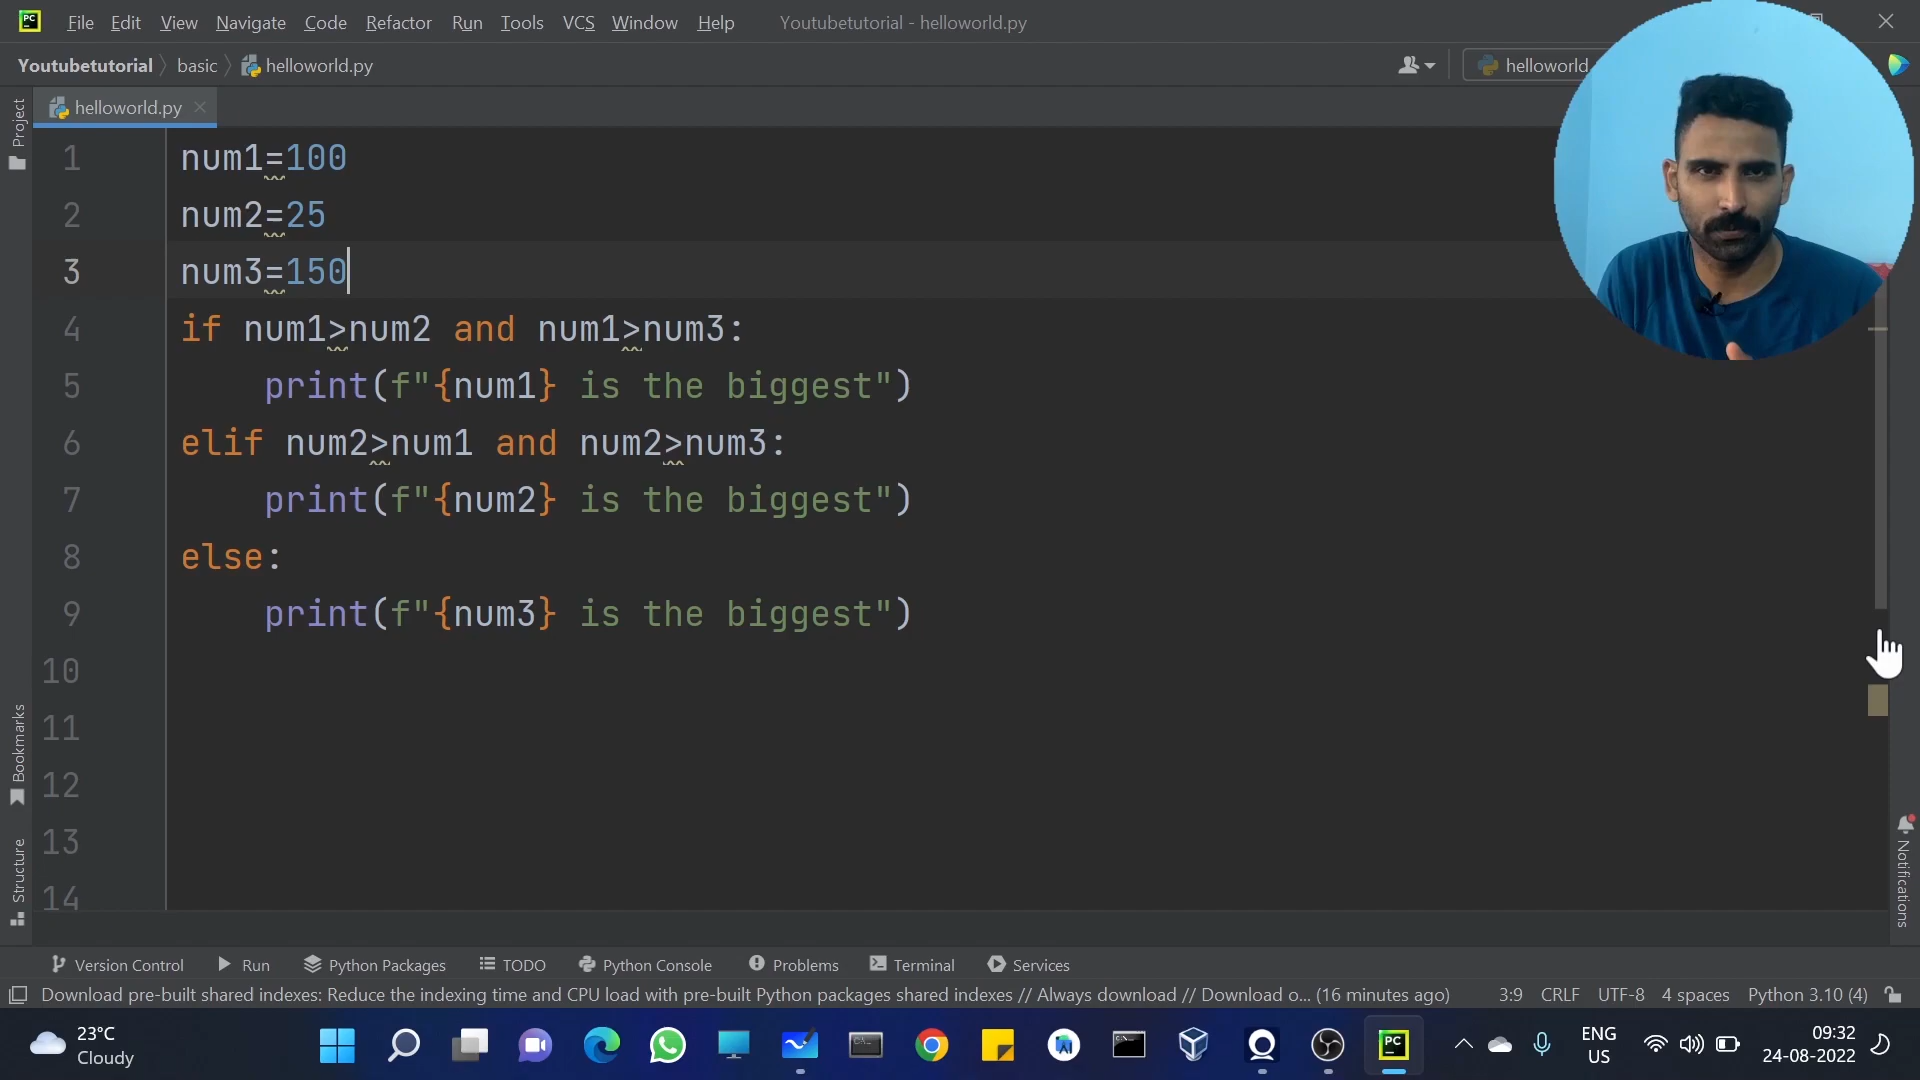 File Edit View Navigate Code Refactor Run Tools VCS Window Help Youtubetutorial - helloworld.py
Youtubetutorial basic helloworld.py helloworld
helloworld.py
Project
1 num1=100
2 num2=25
3 num3=150
4 if num1>num2 and num1>num3:
5 print(f"{num1} is the biggest")
6 elif num2>num1 and num2>num3:
7 print(f"{num2} is the biggest")
8 else:
9 print(f"{num3} is the biggest")
10
11
12
13
14
Bookmarks
Structure
Notifications
Version Control Run Python Packages TODO Python Console Problems Terminal Services
Download pre-built shared indexes: Reduce the indexing time and CPU load with pre-built Python packages shared indexes // Always download // Download o... (16 minutes ago) 3:9 CRLF UTF-8 4 spaces Python 3.10 (4)
23°C
Cloudy
PC
ENG
US
09:32
24-08-2022